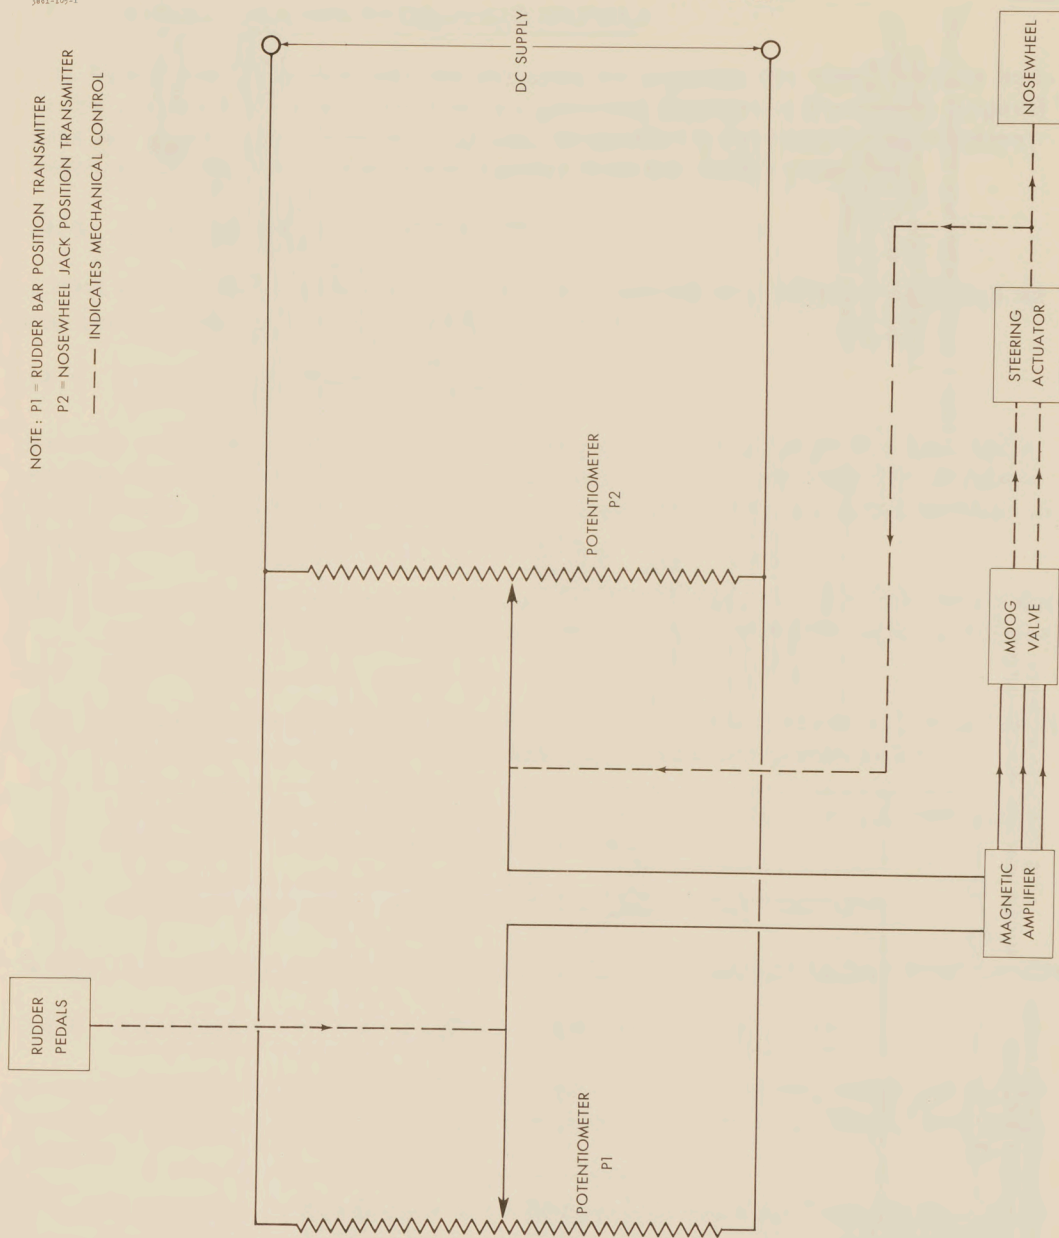 NOTE: P1 = RUDDER BAR POSITION TRANSMITTER
P2 = NOSEWHEEL JACK POSITION TRANSMITTER
— — — INDICATES MECHANICAL CONTROL
RUDDER
PEDALS
DC SUPPLY
POTENTIOMETER
P1
POTENTIOMETER
P2
MAGNETIC
AMPLIFIER
MOOG
VALVE
STEERING
ACTUATOR
NOSEWHEEL